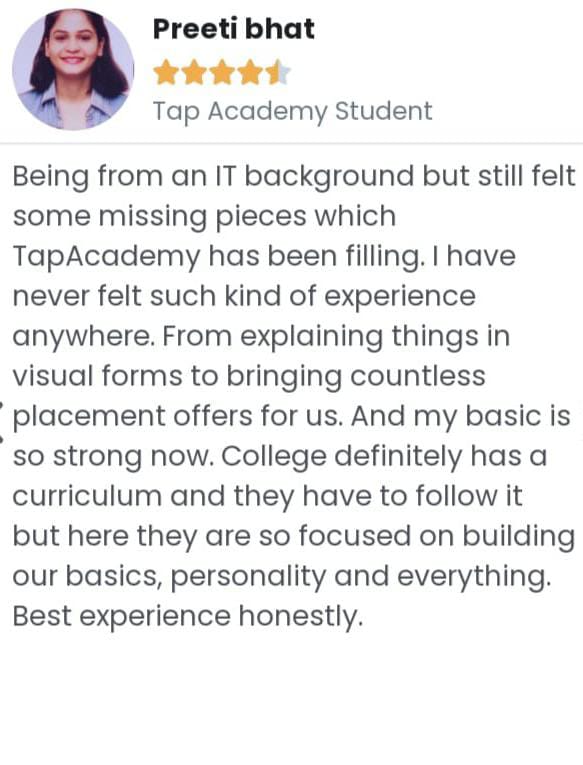 Preeti bhat
Tap Academy Student
Being from an IT background but still felt
some missing pieces which
TapAcademy has been filling. I have
never felt such kind of experience
anywhere. From explaining things in
visual forms to bringing countless
placement offers for us. And my basic is
so strong now. College definitely has a
curriculum and they have to follow it
but here they are so focused on building
our basics, personality and everything.
Best experience honestly.